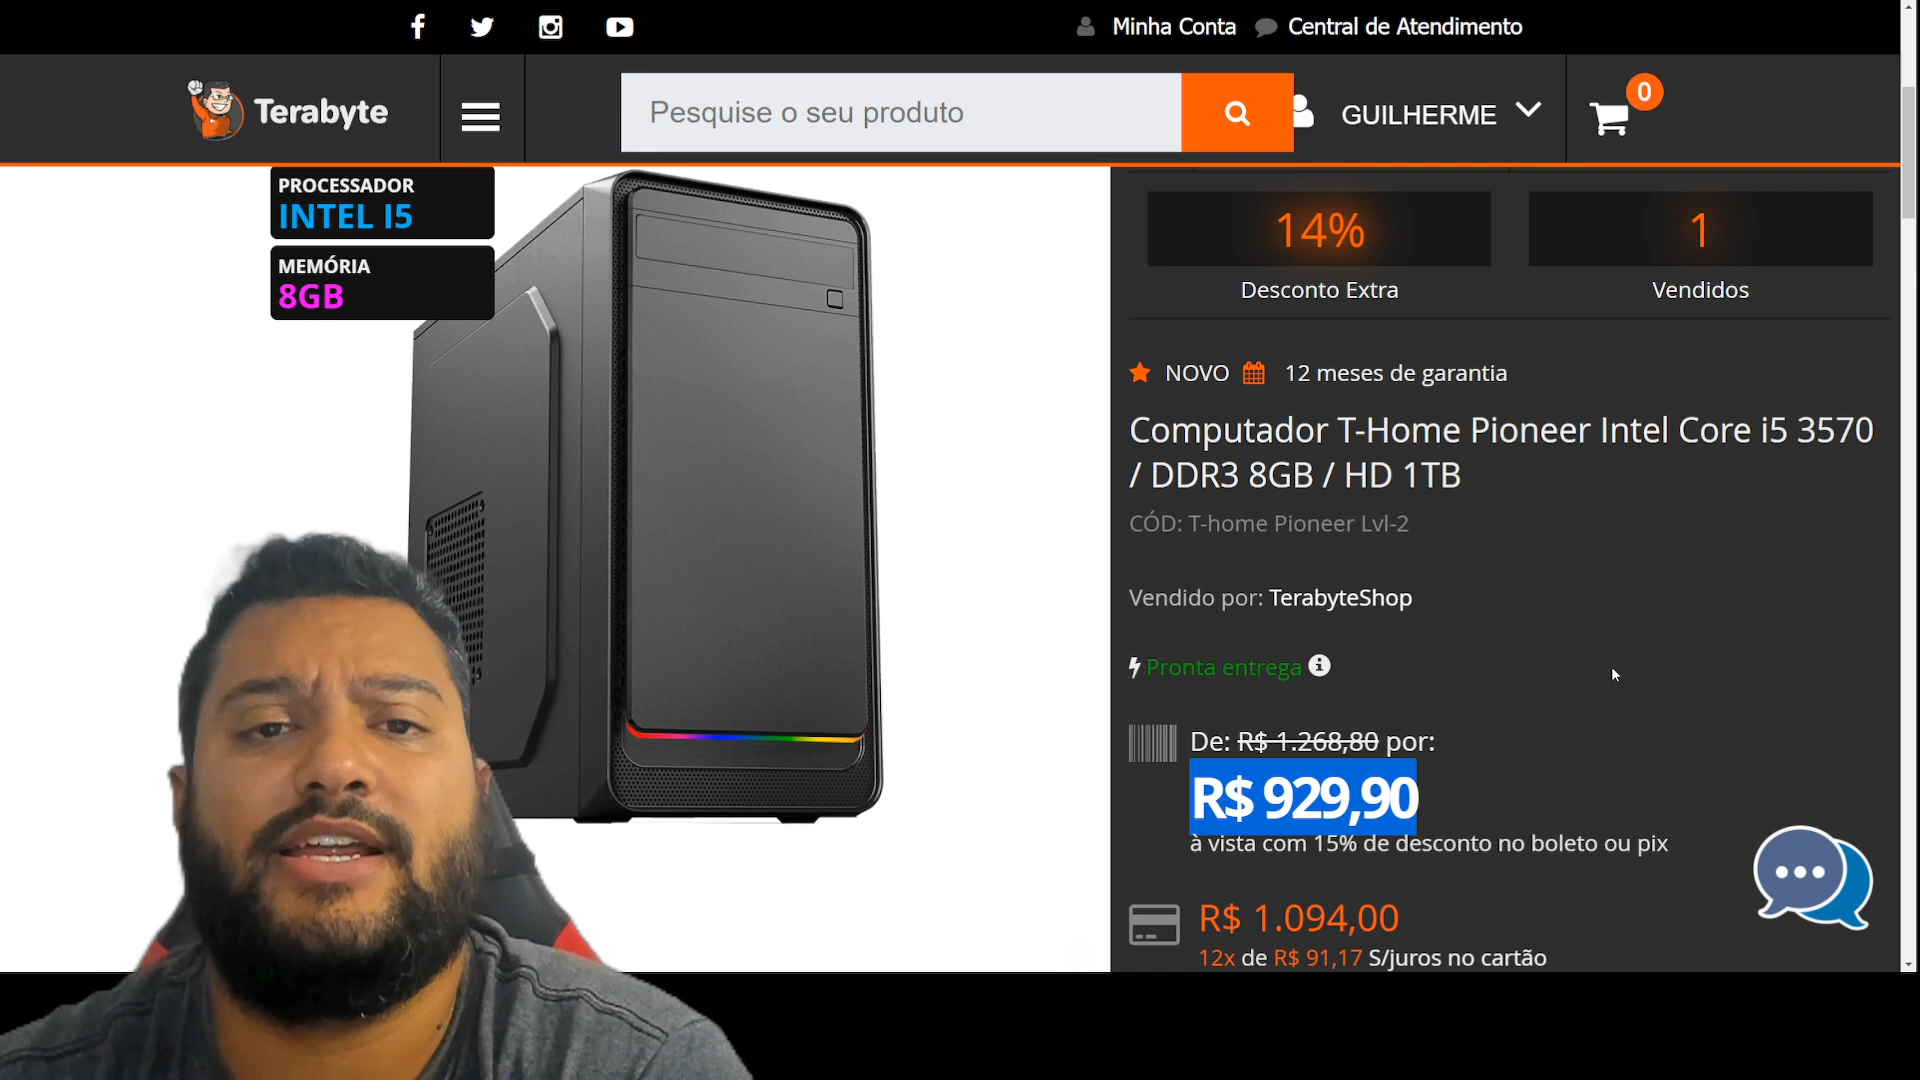 Minha Conta
Central de Atendimento
Terabyte
Pesquise o seu produto
GUILHERME
0
PROCESSADOR
INTEL I5
MEMÓRIA
8GB
14%
Desconto Extra
1
Vendidos
NOVO
12 meses de garantia
Computador T-Home Pioneer Intel Core i5 3570
/ DDR3 8GB / HD 1TB
CÓD: T-home Pioneer Lvl-2
Vendido por: TerabyteShop
Pronta entrega
De: R$ 1.268,80 por:
R$ 929,90
à vista com 15% de desconto no boleto ou pix
R$ 1.094,00
12x de R$ 91,17 S/juros no cartão